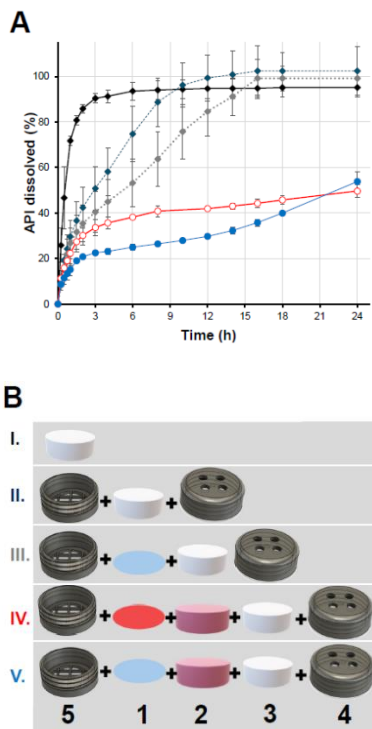 A
API dissolved (%)
100
80
60
40
20
0
0 3 6 9 12 15 18 21 24
Time (h)
B
I.
II. + +
III. + + +
IV. + + + +
V. + + + +
5 1 2 3 4